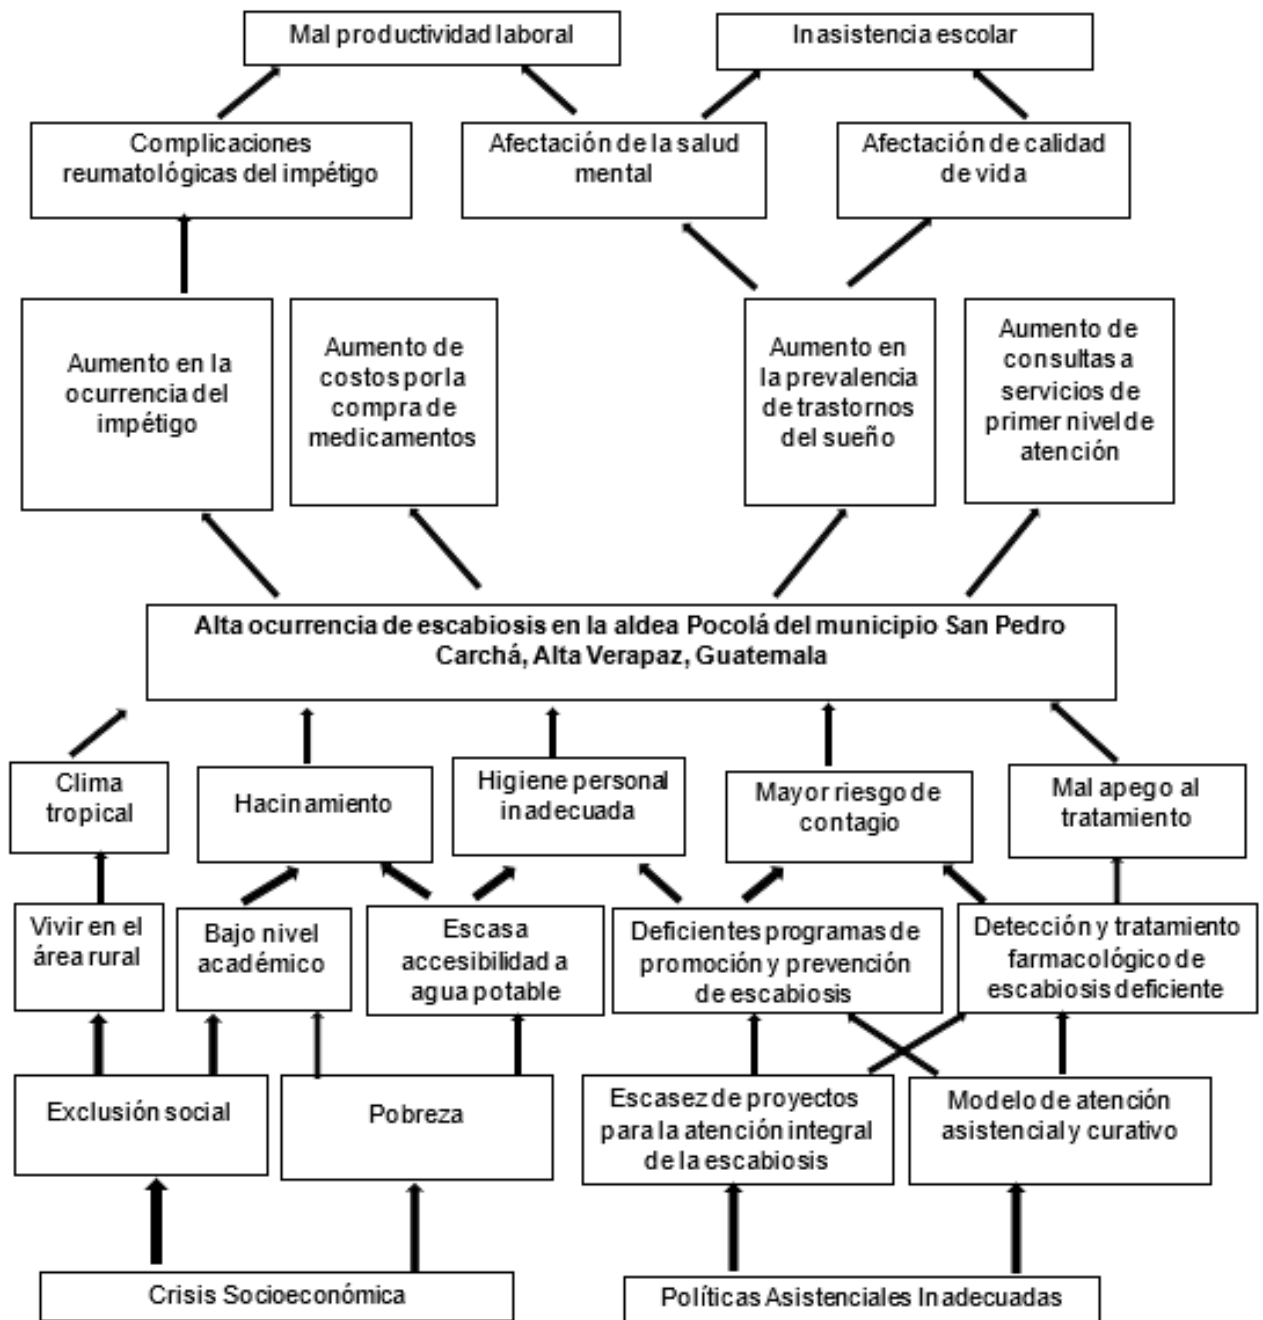 Mal productividad laboral
Inasistencia escolar
Complicaciones
reumatológicas del impétigo
Afectación de la salud
mental
Afectación de calidad
de vida
Aumento en la
ocurrencia del
impétigo
Aumento de
costos por la
compra de
medicamentos
Aumento en
la prevalencia
de trastornos
del sueño
Aumento de
consultas a
servicios de
primer nivel de
atención
Alta ocurrencia de escabiosis en la aldea Pocolá del municipio San Pedro
Carchá, Alta Verapaz, Guatemala
Clima
tropical
Hacinamiento
Higiene personal
inadecuada
Mayor riesgo de
contagio
Mal apego al
tratamiento
Vivir en el
área rural
Bajo nivel
académico
Escasa
accesibilidad a
agua potable
Deficientes programas de
promoción y prevención
de escabiosis
Detección y tratamiento
farmacológico de
escabiosis deficiente
Exclusión social
Pobreza
Escasez de proyectos
para la atención integral
de la escabiosis
Modelo de atención
asistencial y curativo
Crisis Socioeconómica
Políticas Asistenciales Inadecuadas